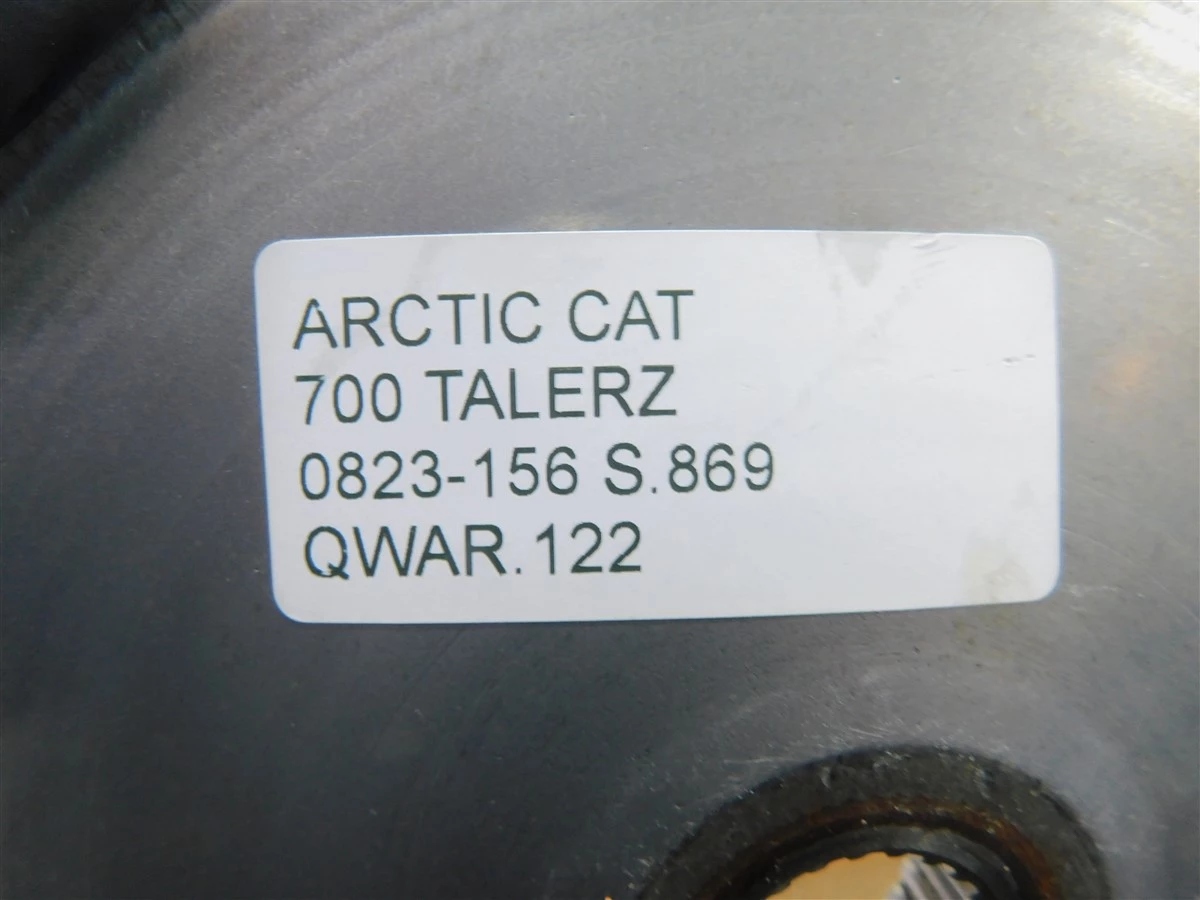 ARCTIC CAT
700 TALERZ
0823-156 S.869
QWAR.122